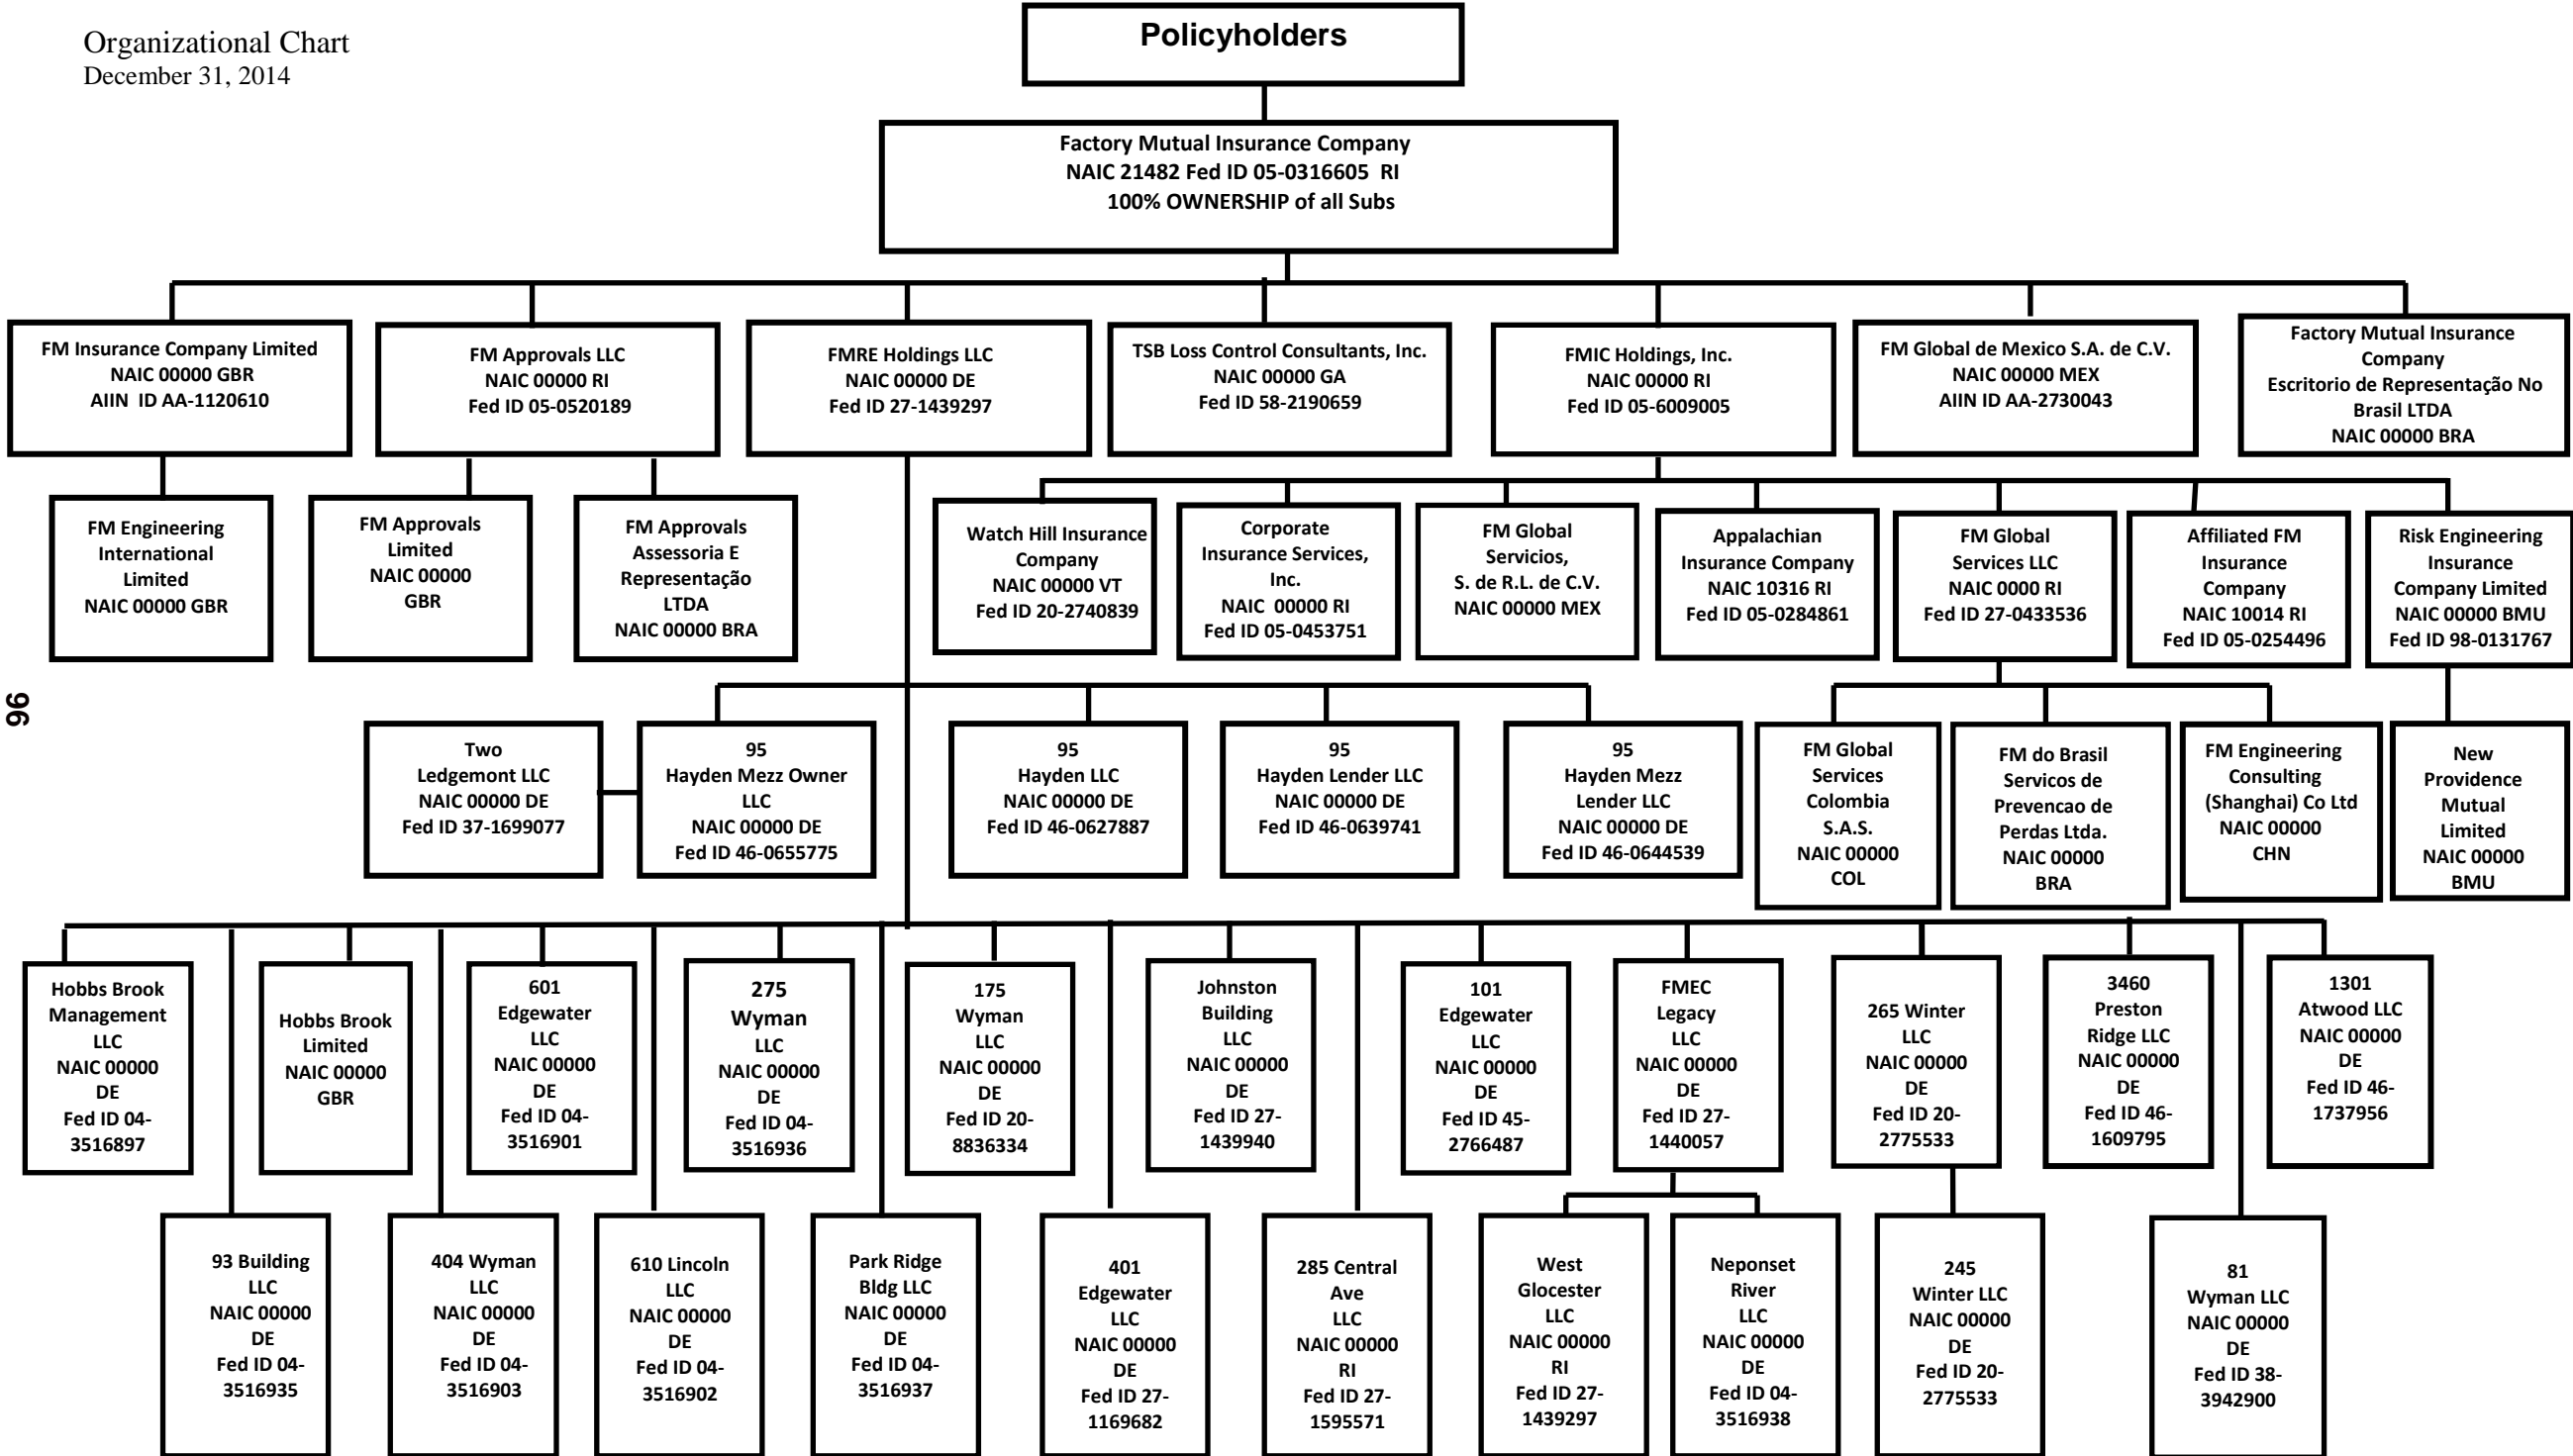 Organizational Chart
December 31, 2014
Policyholders
Factory Mutual Insurance Company
NAIC 21482 Fed ID 05-0316605 RI
100% OWNERSHIP of all Subs
FM Insurance Company Limited
NAIC 00000 GBR
AIIN ID AA-1120610
FM Approvals LLC
NAIC 00000 RI
Fed ID 05-0520189
FMRE Holdings LLC
NAIC 00000 DE
Fed ID 27-1439297
TSB Loss Control Consultants, Inc.
NAIC 00000 GA
Fed ID 58-2190659
FMIC Holdings, Inc.
NAIC 00000 RI
Fed ID 05-6009005
FM Global de Mexico S.A. de C.V.
NAIC 00000 MEX
AIIN ID AA-2730043
Factory Mutual Insurance
Company
Escritorio de Representação No
Brasil LTDA
NAIC 00000 BRA
FM Engineering
International
Limited
NAIC 00000 GBR
FM Approvals
Limited
NAIC 00000
GBR
FM Approvals
Assessoria E
Representação
LTDA
NAIC 00000 BRA
Watch Hill Insurance
Company
NAIC 00000 VT
Fed ID 20-2740839
Corporate
Insurance Services,
Inc.
NAIC 00000 RI
Fed ID 05-0453751
FM Global
Servicios,
S. de R.L. de C.V.
NAIC 00000 MEX
Appalachian
Insurance Company
NAIC 10316 RI
Fed ID 05-0284861
FM Global
Services LLC
NAIC 0000 RI
Fed ID 27-0433536
Affiliated FM
Insurance
Company
NAIC 10014 RI
Fed ID 05-0254496
Risk Engineering
Insurance
Company Limited
NAIC 00000 BMU
Fed ID 98-0131767
96
Two
Ledgemont LLC
NAIC 00000 DE
Fed ID 37-1699077
95
Hayden Mezz Owner
LLC
NAIC 00000 DE
Fed ID 46-0655775
95
Hayden LLC
NAIC 00000 DE
Fed ID 46-0627887
95
Hayden Lender LLC
NAIC 00000 DE
Fed ID 46-0639741
95
Hayden Mezz
Lender LLC
NAIC 00000 DE
Fed ID 46-0644539
FM Global
Services
Colombia
S.A.S.
NAIC 00000
COL
FM do Brasil
Servicos de
Prevencao de
Perdas Ltda.
NAIC 00000
BRA
FM Engineering
Consulting
(Shanghai) Co Ltd
NAIC 00000
CHN
New
Providence
Mutual
Limited
NAIC 00000
BMU
Hobbs Brook
Management
LLC
NAIC 00000
DE
Fed ID 04-
3516897
Hobbs Brook
Limited
NAIC 00000
GBR
601
Edgewater
LLC
NAIC 00000
DE
Fed ID 04-
3516901
275
Wyman
LLC
NAIC 00000
DE
Fed ID 04-
3516936
175
Wyman
LLC
NAIC 00000
DE
Fed ID 20-
8836334
Johnston
Building
LLC
NAIC 00000
DE
Fed ID 27-
1439940
101
Edgewater
LLC
NAIC 00000
DE
Fed ID 45-
2766487
FMEC
Legacy
LLC
NAIC 00000
DE
Fed ID 27-
1440057
265 Winter
LLC
NAIC 00000
DE
Fed ID 20-
2775533
3460
Preston
Ridge LLC
NAIC 00000
DE
Fed ID 46-
1609795
1301
Atwood LLC
NAIC 00000
DE
Fed ID 46-
1737956
93 Building
LLC
NAIC 00000
DE
Fed ID 04-
3516935
404 Wyman
LLC
NAIC 00000
DE
Fed ID 04-
3516903
610 Lincoln
LLC
NAIC 00000
DE
Fed ID 04-
3516902
Park Ridge
Bldg LLC
NAIC 00000
DE
Fed ID 04-
3516937
401
Edgewater
LLC
NAIC 00000
DE
Fed ID 27-
1169682
285 Central
Ave
LLC
NAIC 00000
RI
Fed ID 27-
1595571
West
Glocester
LLC
NAIC 00000
RI
Fed ID 27-
1439297
Neponset
River
LLC
NAIC 00000
DE
Fed ID 04-
3516938
245
Winter LLC
NAIC 00000
DE
Fed ID 20-
2775533
81
Wyman LLC
NAIC 00000
DE
Fed ID 38-
3942900